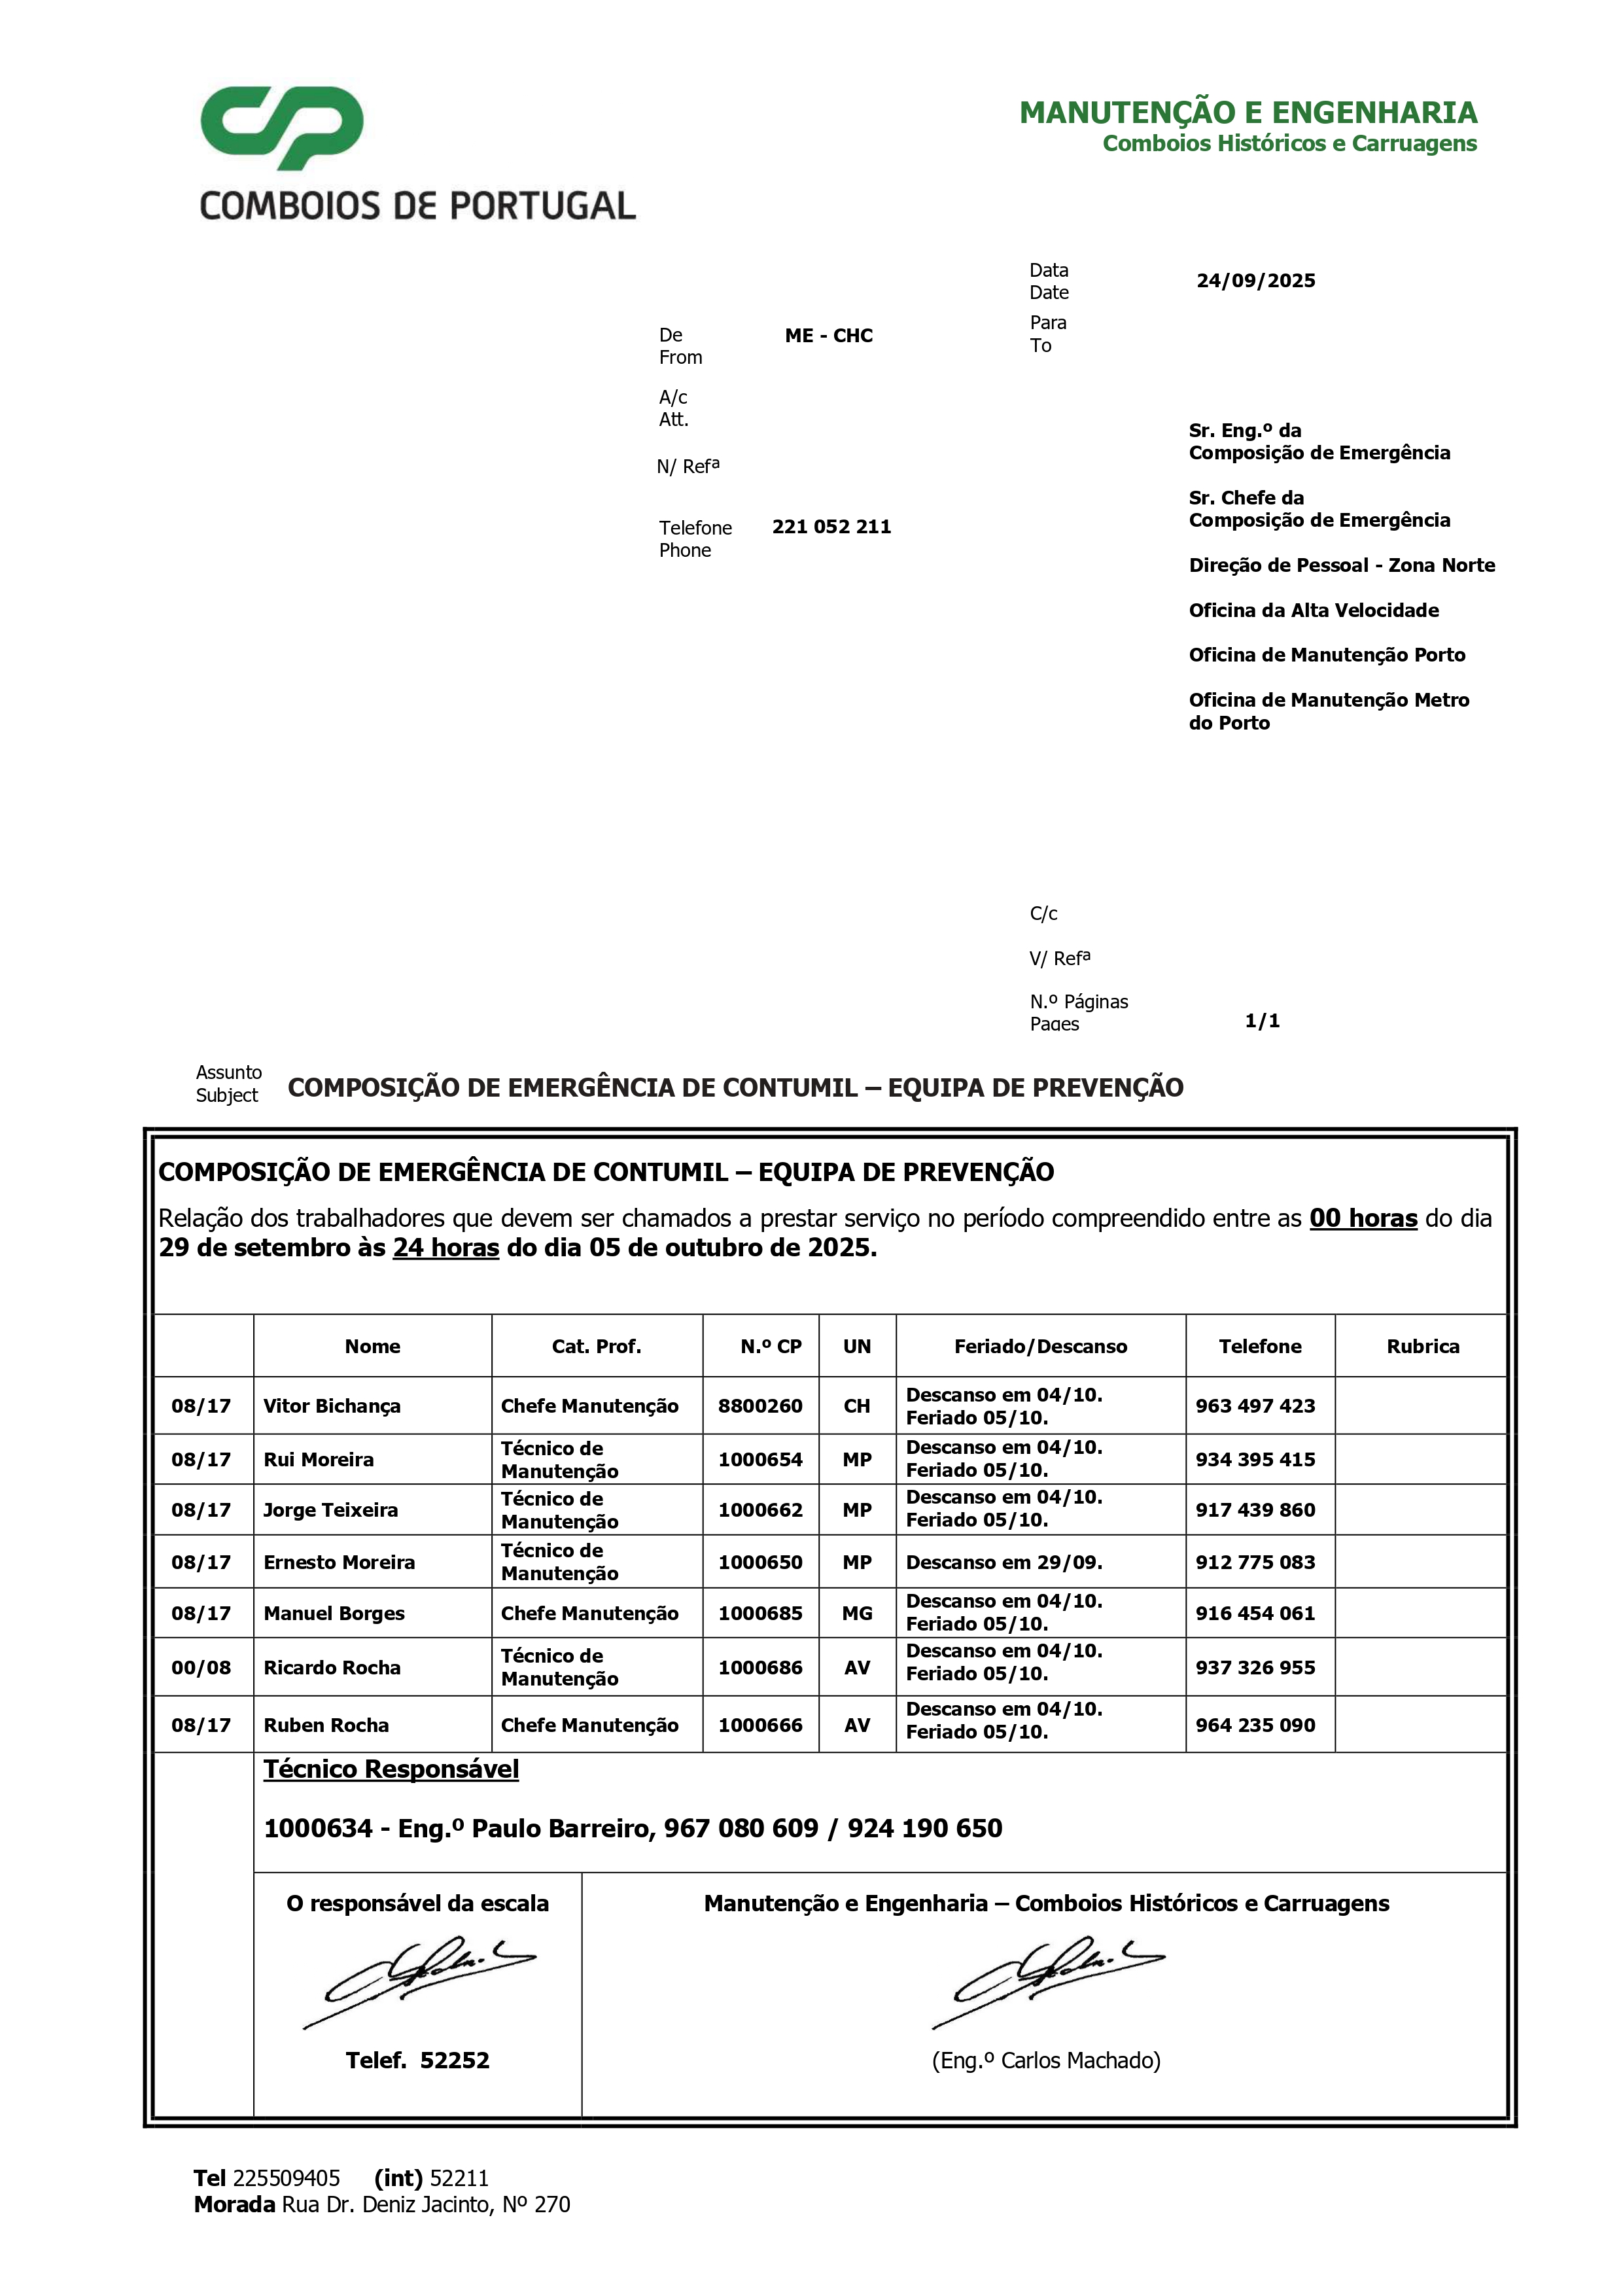 CP
COMBOIOS DE PORTUGAL
MANUTENÇÃO E ENGENHARIA
Comboios Históricos e Carruagens
Data
Date
24/09/2025
De
From
ME - CHC
Para
To
A/c
Att.
N/ Refª
Telefone
Phone
221 052 211
Sr. Eng.º da
Composição de Emergência
Sr. Chefe da
Composição de Emergência
Direção de Pessoal - Zona Norte
Oficina da Alta Velocidade
Oficina de Manutenção Porto
Oficina de Manutenção Metro
do Porto
C/c
V/ Refª
N.º Páginas
Pages
1/1
Assunto
Subject
COMPOSIÇÃO DE EMERGÊNCIA DE CONTUMIL – EQUIPA DE PREVENÇÃO
COMPOSIÇÃO DE EMERGÊNCIA DE CONTUMIL – EQUIPA DE PREVENÇÃO
Relação dos trabalhadores que devem ser chamados a prestar serviço no período compreendido entre as 00 horas do dia
29 de setembro às 24 horas do dia 05 de outubro de 2025.
Nome Cat. Prof. N.º CP UN Feriado/Descanso Telefone Rubrica
08/17 Vitor Bichança Chefe Manutenção 8800260 CH Descanso em 04/10. Feriado 05/10. 963 497 423
08/17 Rui Moreira Técnico de Manutenção 1000654 MP Descanso em 04/10. Feriado 05/10. 934 395 415
08/17 Jorge Teixeira Técnico de Manutenção 1000662 MP Descanso em 04/10. Feriado 05/10. 917 439 860
08/17 Ernesto Moreira Técnico de Manutenção 1000650 MP Descanso em 29/09. 912 775 083
08/17 Manuel Borges Chefe Manutenção 1000685 MG Descanso em 04/10. Feriado 05/10. 916 454 061
00/08 Ricardo Rocha Técnico de Manutenção 1000686 AV Descanso em 04/10. Feriado 05/10. 937 326 955
08/17 Ruben Rocha Chefe Manutenção 1000666 AV Descanso em 04/10. Feriado 05/10. 964 235 090
Técnico Responsável
1000634 - Eng.º Paulo Barreiro, 967 080 609 / 924 190 650
O responsável da escala
Telef. 52252
Manutenção e Engenharia – Comboios Históricos e Carruagens
(Eng.º Carlos Machado)
Tel 225509405 (int) 52211
Morada Rua Dr. Deniz Jacinto, Nº 270